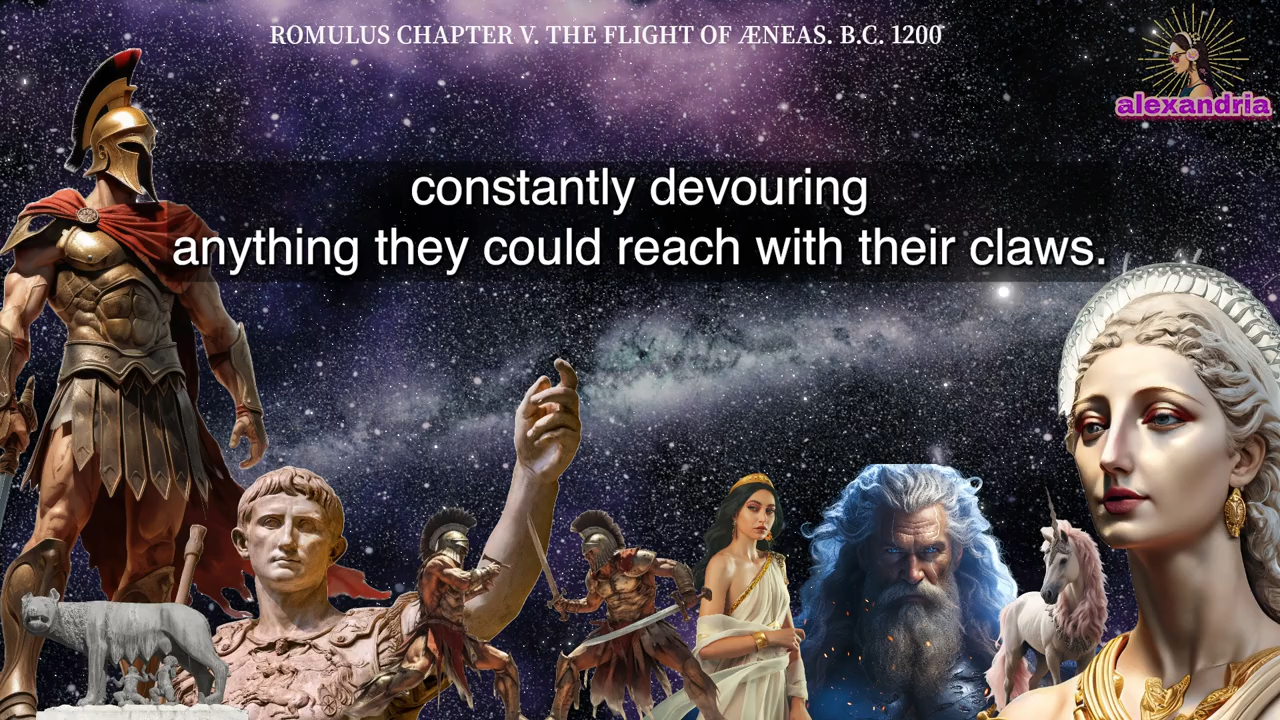 ROMULUS CHAPTER V. THE FLIGHT OF ÆNEAS. B.C. 1200
alexandria
constantly devouring
anything they could reach with their claws.